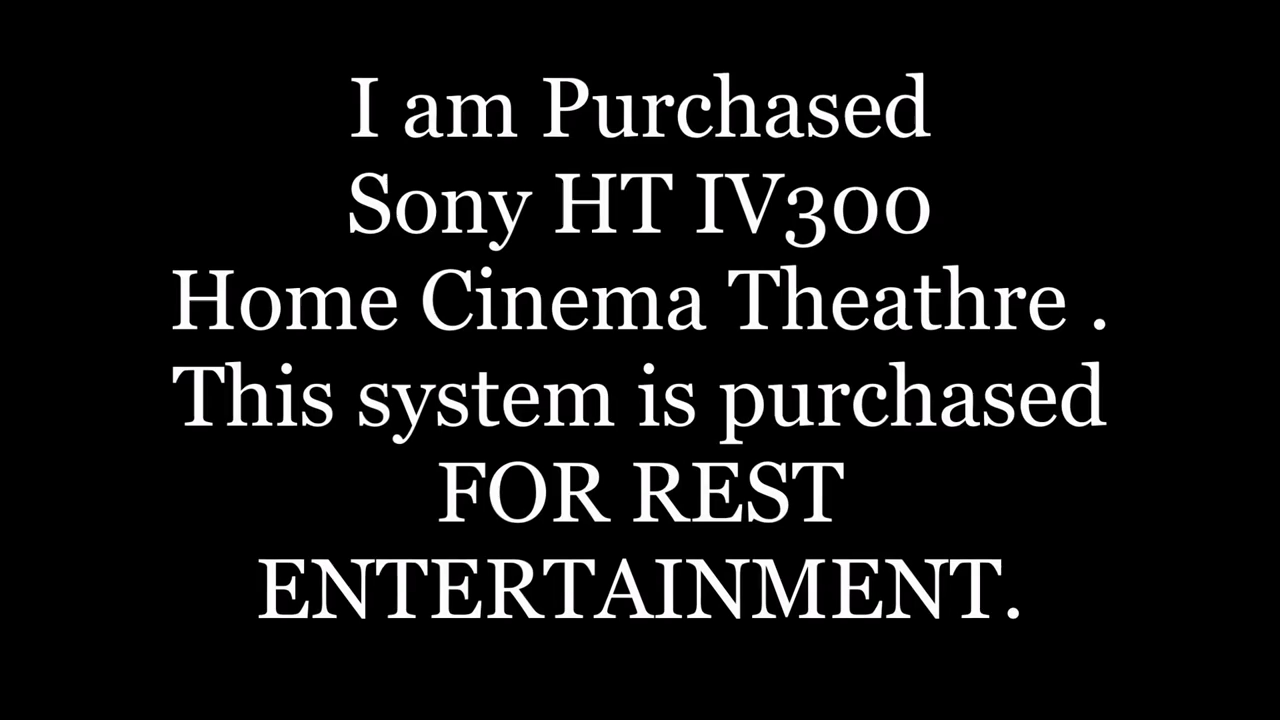 I am Purchased
Sony HT IV300
Home Cinema Theathre .
This system is purchased
FOR REST
ENTERTAINMENT.